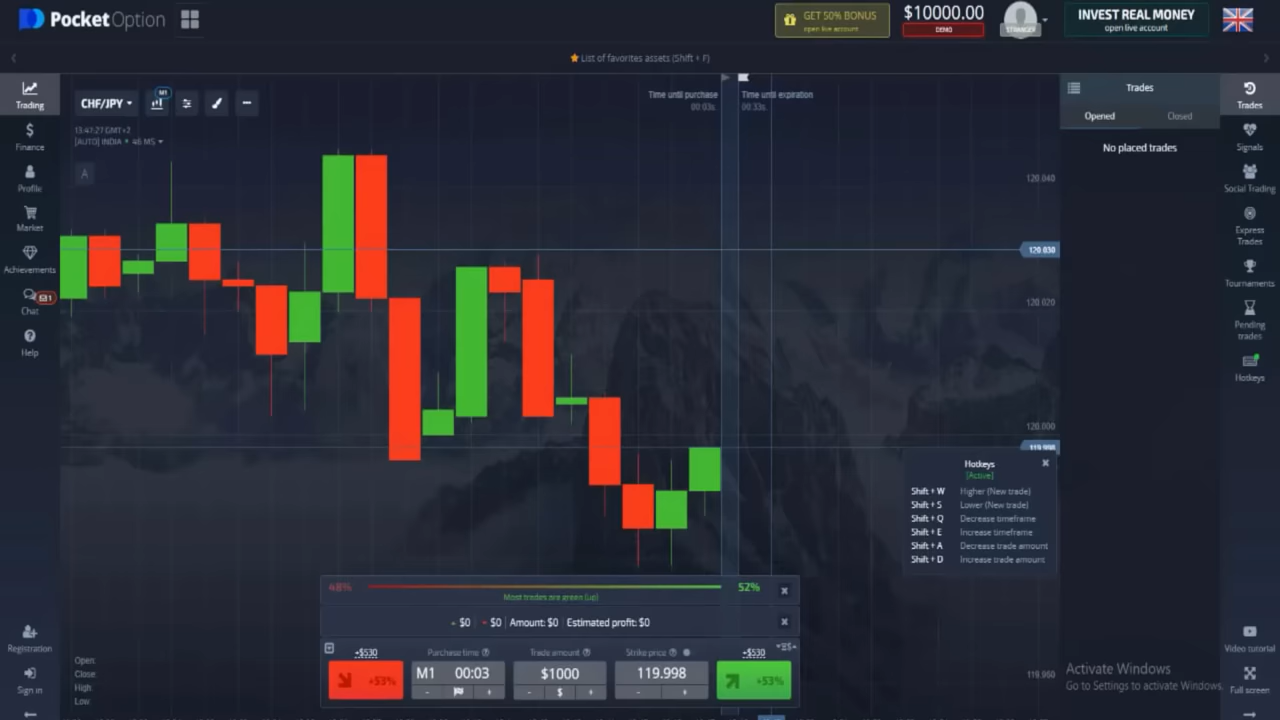 PocketOption
GET 50% BONUS
open live account
$10000.00
DEMO
STRANGER
INVEST REAL MONEY
open live account
List of favorites assets (Shift + F)
Trading
Finance
Profile
Market
Achievements
Chat
1
Help
Registration
Sign in
CHF/JPY
M1
13:41:27 GMT+2
[AUTO] INDIA • 46 MS
A
Time until purchase
00:03s.
Time until expiration
00:33s.
120.040
120.030
120.020
120.000
119.998
119.960
Hotkeys
[Active]
Shift + W Higher (New trade)
Shift + S Lower (New trade)
Shift + Q Decrease timeframe
Shift + E Increase timeframe
Shift + A Decrease trade amount
Shift + D Increase trade amount
48%
52%
Most trades are green (up)
$0 $0 | Amount: $0 | Estimated profit: $0
+$530
+53%
Purchase time
M1 00:03
- +
Trade amount
$1000
- $ +
Strike price
119.998
- +
+$530
+53%
Open:
Close:
High:
Low:
Trades
Opened
Closed
No placed trades
Trades
Signals
Social Trading
Express
Trades
Tournaments
Pending
trades
Hotkeys
Video tutorial
Full screen
Activate Windows
Go to Settings to activate Windows.